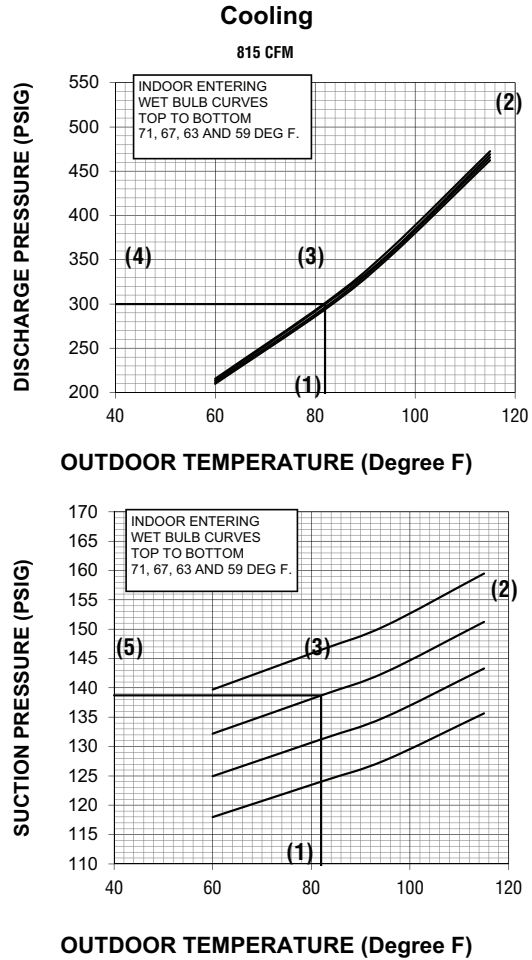 Cooling
815 CFM
DISCHARGE PRESSURE (PSIG)
550
500
450
400
350
300
250
200
INDOOR ENTERING
WET BULB CURVES
TOP TO BOTTOM
71, 67, 63 AND 59 DEG F.
(2)
(4)
(3)
(1)
40
60
80
100
120
OUTDOOR TEMPERATURE (Degree F)
SUCTION PRESSURE (PSIG)
170
165
160
155
150
145
140
135
130
125
120
115
110
INDOOR ENTERING
WET BULB CURVES
TOP TO BOTTOM
71, 67, 63 AND 59 DEG F.
(2)
(5)
(3)
(1)
40
60
80
100
120
OUTDOOR TEMPERATURE (Degree F)